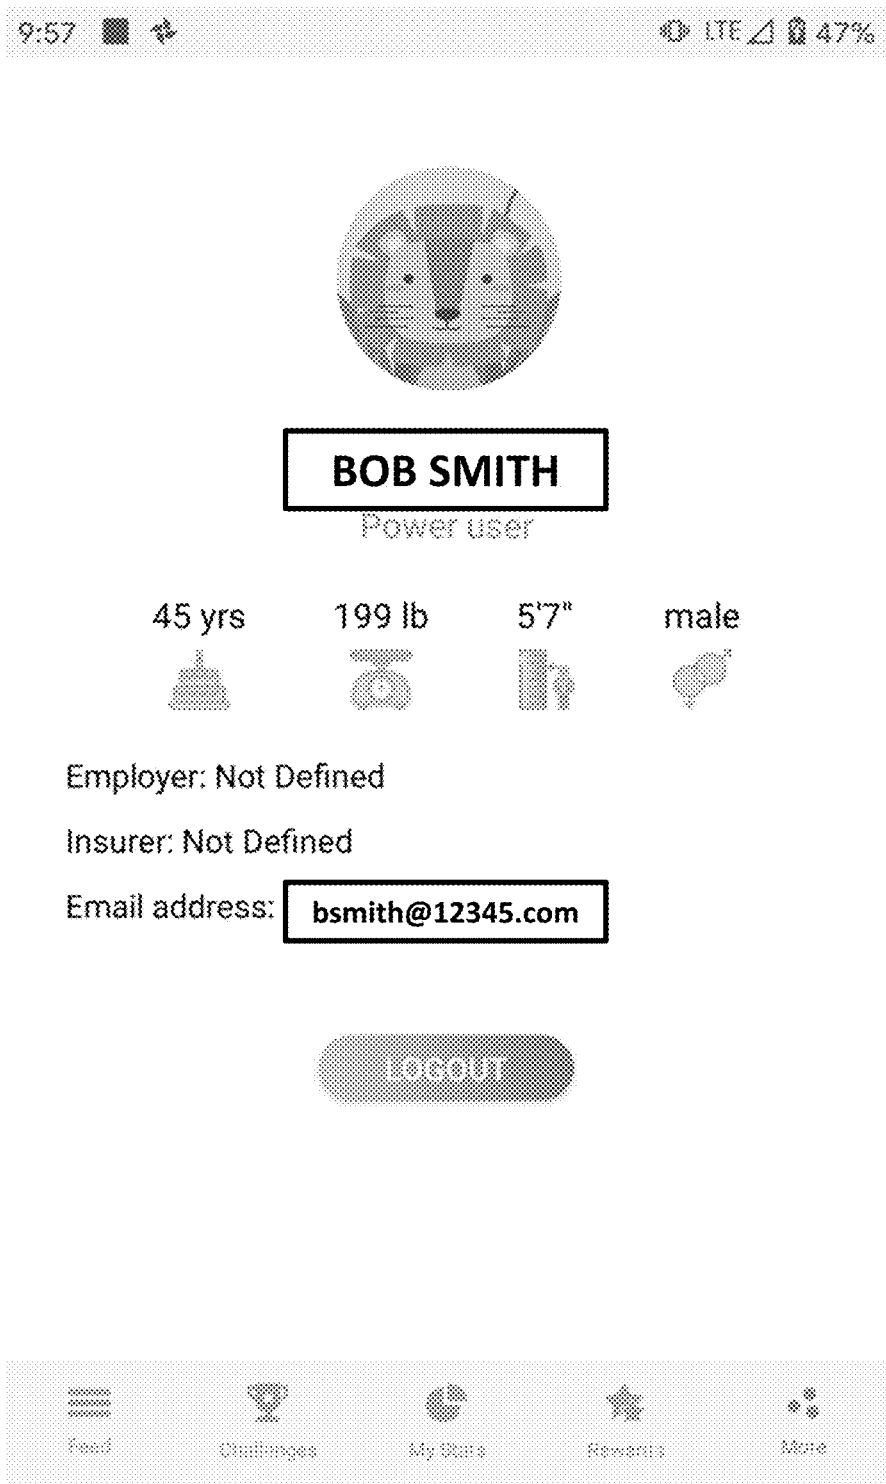 9:57 LTE 47%
BOB SMITH
Power user
45 yrs 199 lb 5'7" male
Employer: Not Defined
Insurer: Not Defined
Email address: bsmith@12345.com
LOGOUT
Feed Challenges My Stats Rewards More